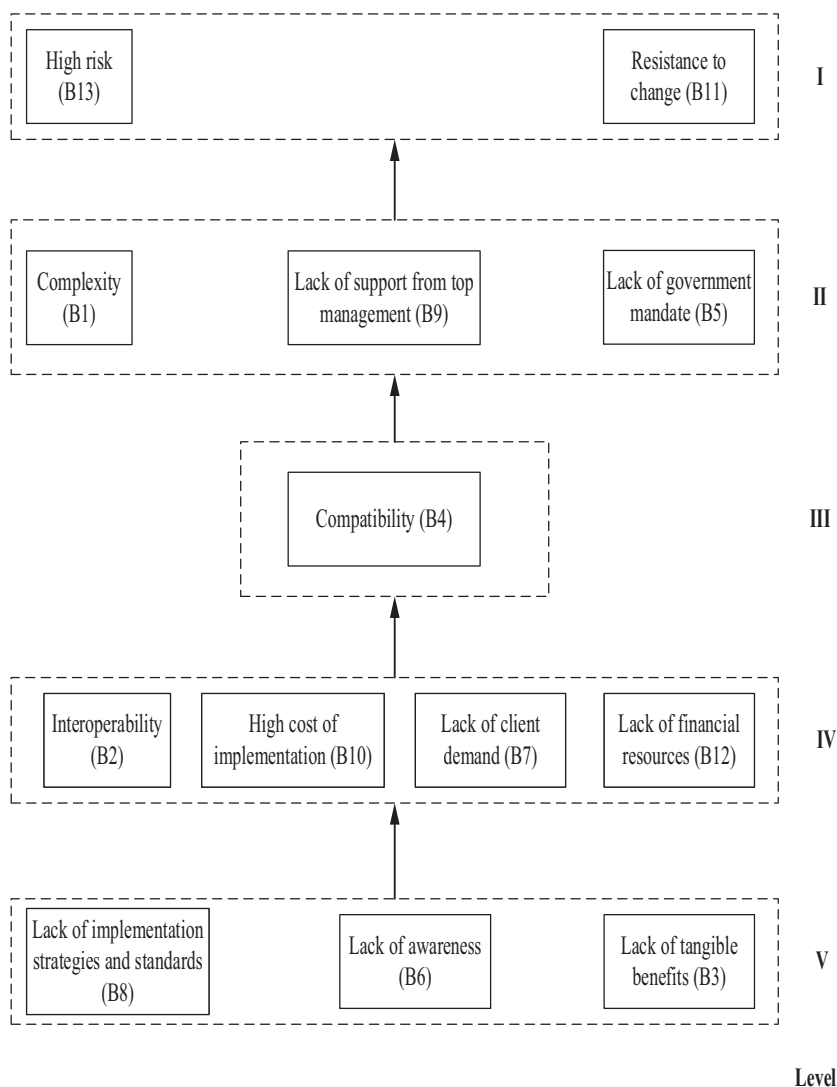 High risk
(B13)
Resistance to
change (B11)
I
Complexity
(B1)
Lack of support from top
management (B9)
Lack of government
mandate (B5)
II
Compatibility (B4)
III
Interoperability
(B2)
High cost of
implementation (B10)
Lack of client
demand (B7)
Lack of financial
resources (B12)
IV
Lack of implementation
strategies and standards
(B8)
Lack of awareness
(B6)
Lack of tangible
benefits (B3)
V
Level